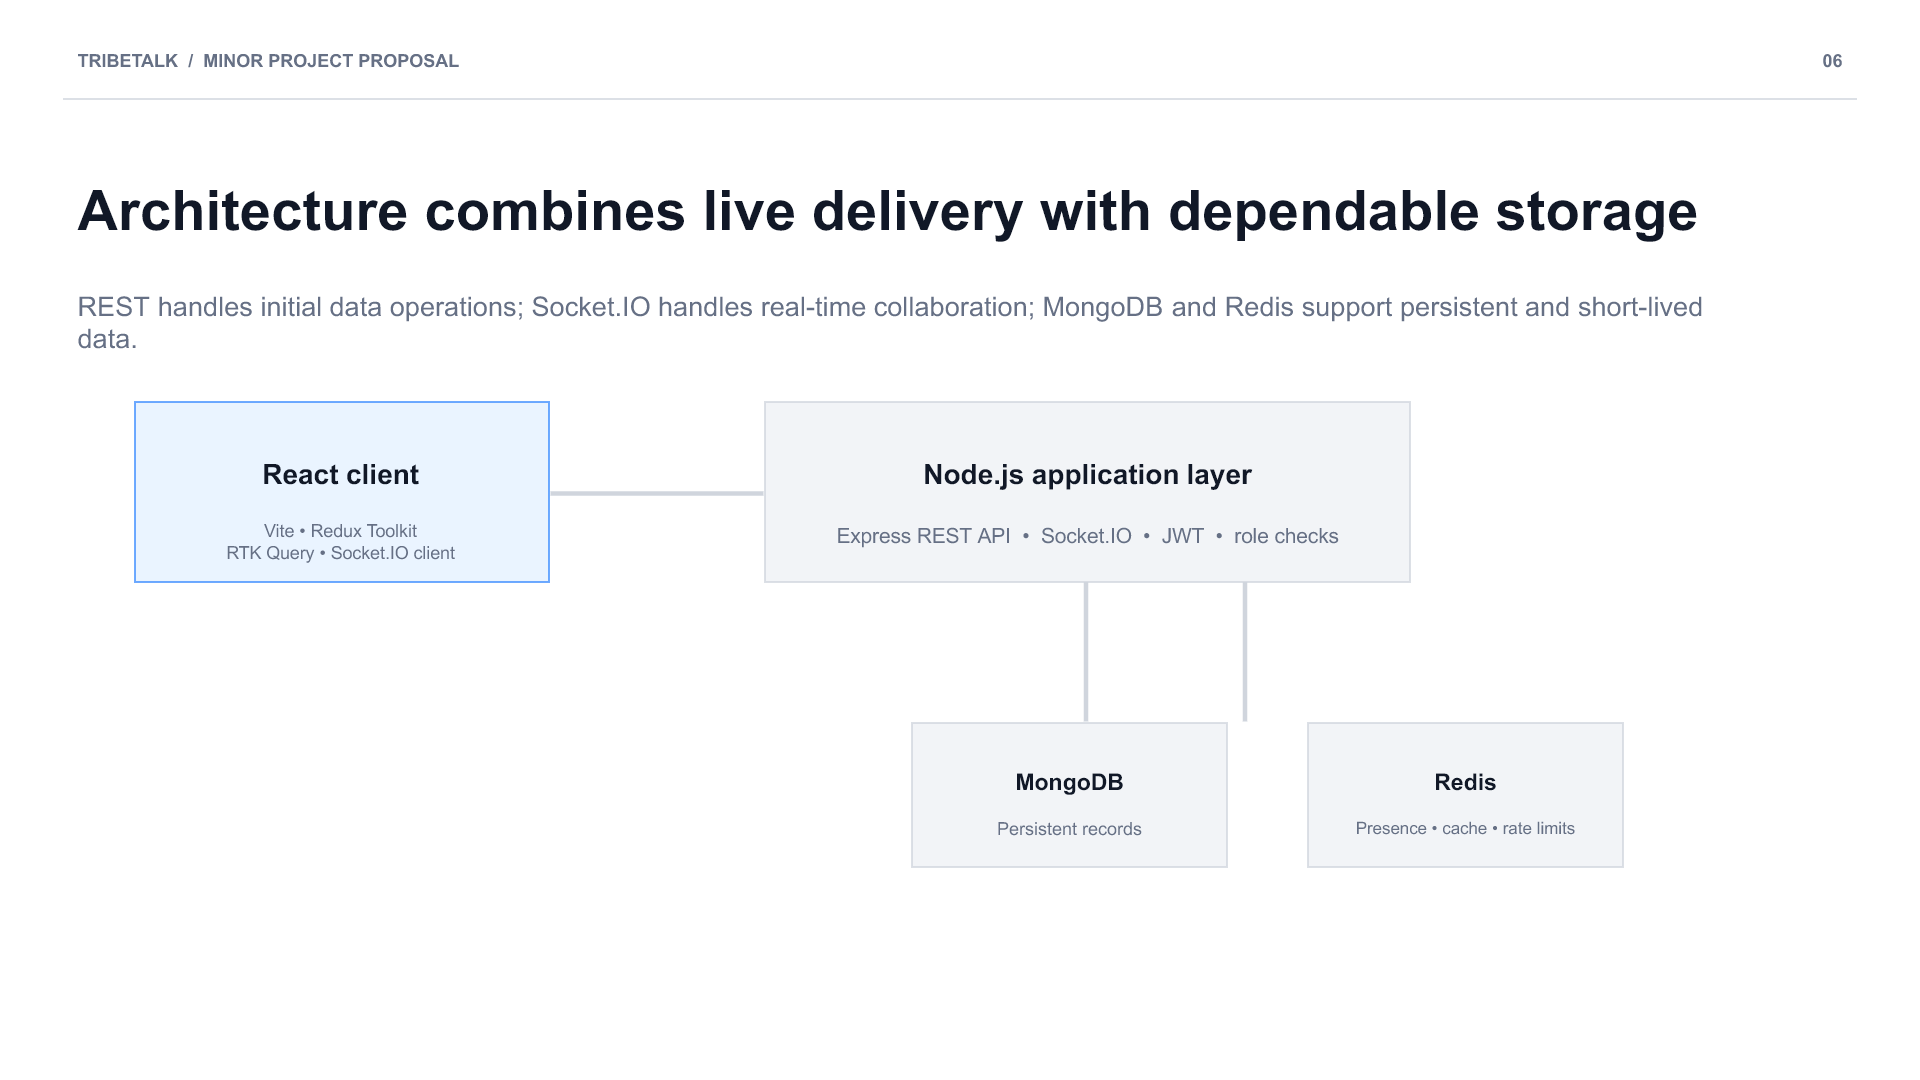 TRIBETALK / MINOR PROJECT PROPOSAL
06
Architecture combines live delivery with dependable storage
REST handles initial data operations; Socket.IO handles real-time collaboration; MongoDB and Redis support persistent and short-lived
data.
React client
Vite • Redux Toolkit
RTK Query • Socket.IO client
Node.js application layer
Express REST API • Socket.IO • JWT • role checks
MongoDB
Persistent records
Redis
Presence • cache • rate limits